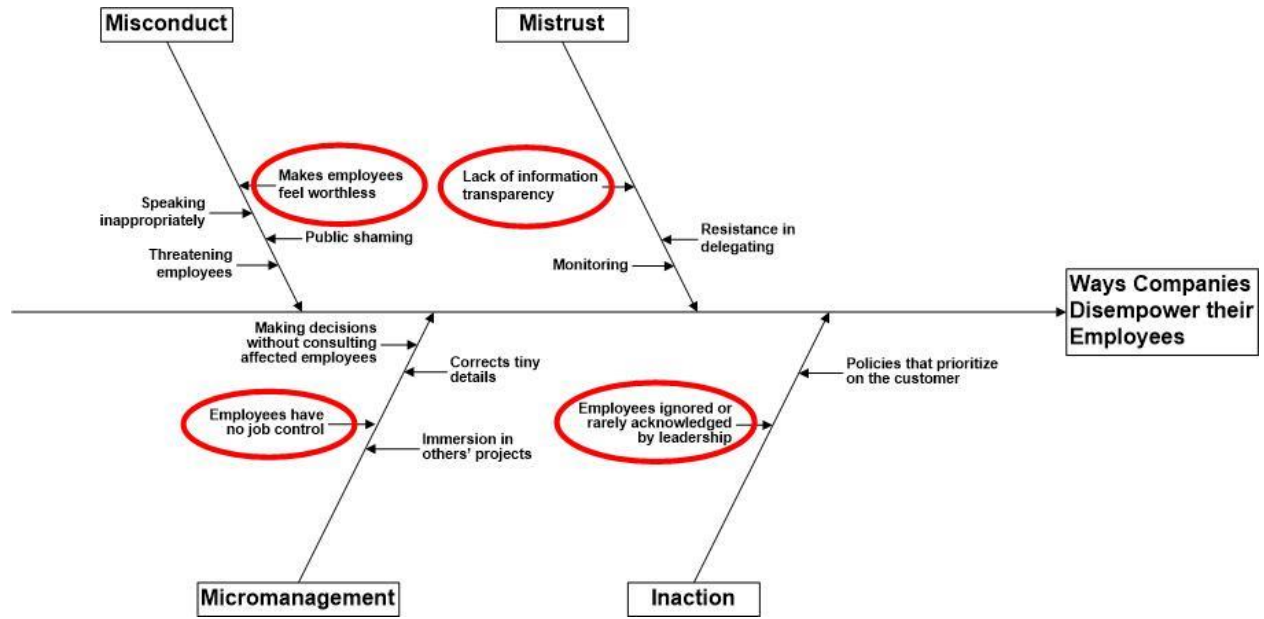 Misconduct
Mistrust
Makes employees
feel worthless
Speaking
inappropriately
Public shaming
Threatening
employees
Lack of information
transparency
Resistance in
delegating
Monitoring
Ways Companies
Disempower their
Employees
Making decisions
without consulting
affected employees
Corrects tiny
details
Employees have
no job control
Immersion in
others' projects
Policies that prioritize
on the customer
Employees ignored or
rarely acknowledged
by leadership
Micromanagement
Inaction